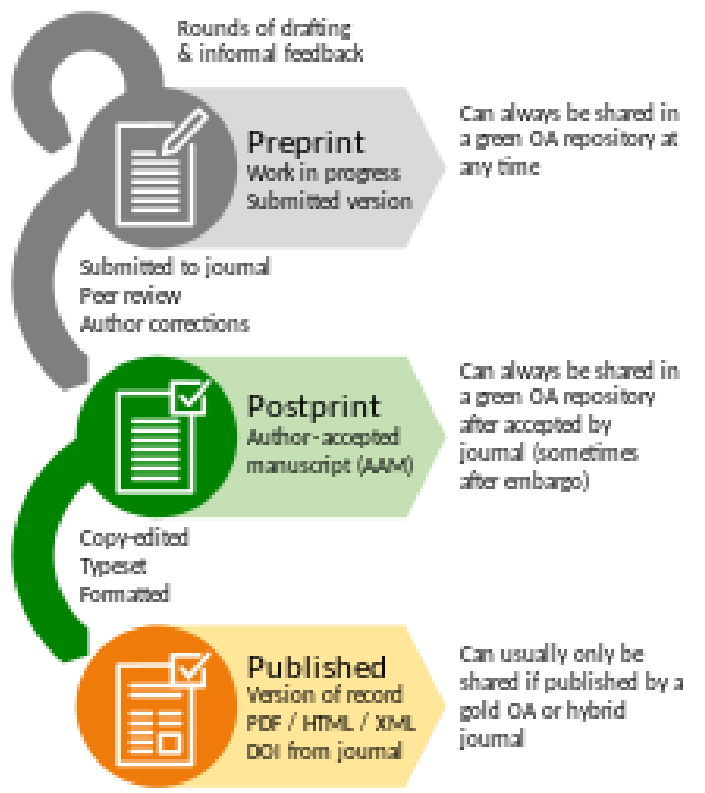 Rounds of drafting
& informal feedback
Preprint
Work in progress
Submitted version
Can always be shared in
a green OA repository at
any time
Submitted to journal
Peer review
Author corrections
Postprint
Author-accepted
manuscript (AAM)
Can always be shared in
a green OA repository
after accepted by
journal (sometimes
after embargo)
Copy-edited
Typeset
Formatted
Published
Version of record
PDF / HTML / XML
DOI from journal
Can usually only be
shared if published by a
gold OA or hybrid
journal